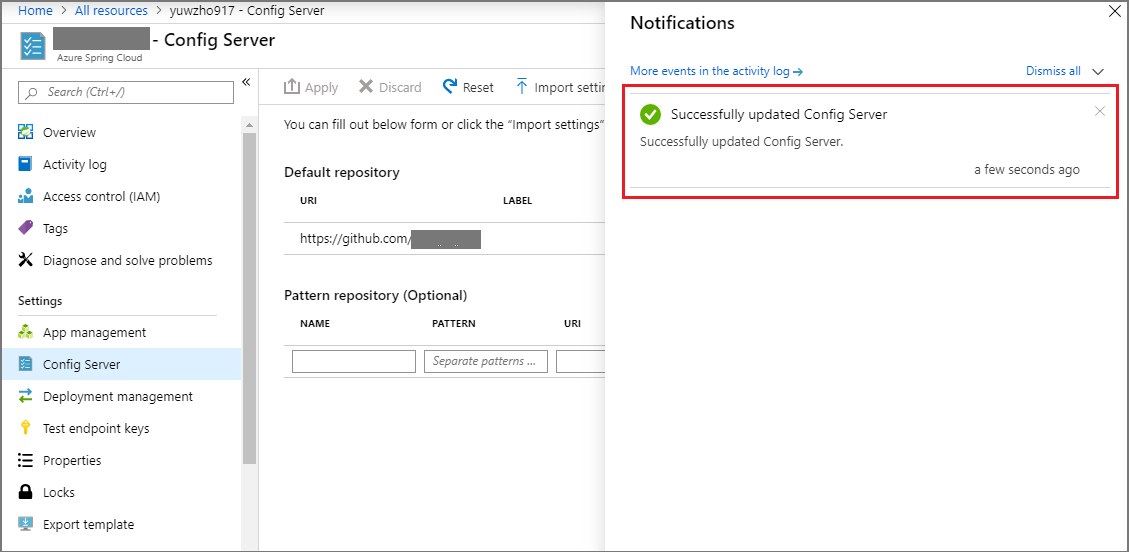 Home > All resources > yuwzho917 - Config Server
- Config Server
Azure Spring Cloud
Search (Ctrl+/)
Overview
Activity log
Access control (IAM)
Tags
Diagnose and solve problems
Settings
App management
Config Server
Deployment management
Test endpoint keys
Properties
Locks
Export template
Apply
Discard
Reset
Import settin
You can fill out below form or click the “Import settings”
Default repository
URI LABEL
https://github.com/
Pattern repository (Optional)
NAME PATTERN URI
Separate patterns ...
Notifications
More events in the activity log →
Dismiss all
Successfully updated Config Server
Successfully updated Config Server.
a few seconds ago